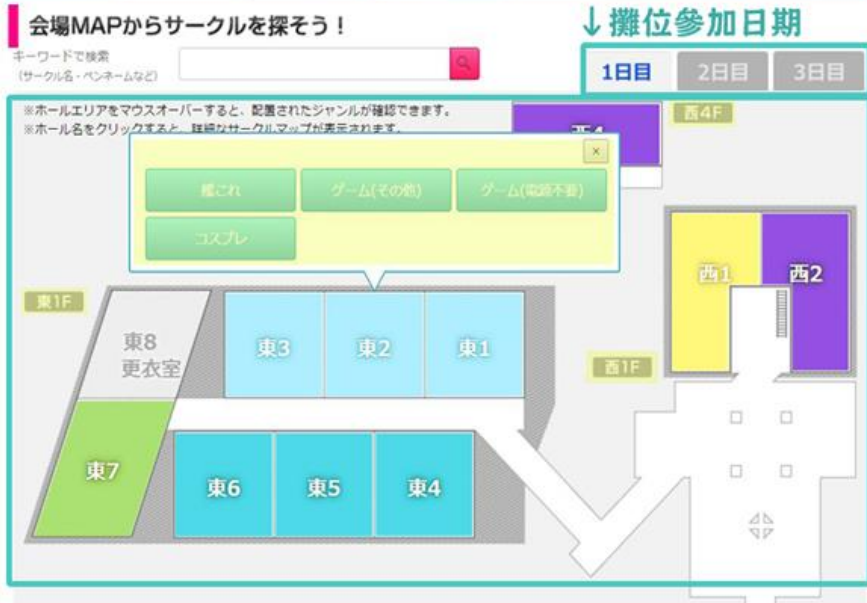 会場MAPからサークルを探そう！
↓攤位參加日期
キーワードで検索
(サークル名・ペンネームなど)
1日目
2日目
3日目
※ホールエリアをマウスオーバーすると、配置されたジャンルが確認できます。
※ホール名をクリックすると、詳細なサークルマップが表示されます。
西4F
×
艦これ
ゲーム(その他)
ゲーム(電源不要)
コスプレ
西1
西2
東1F
東8
更衣室
東3
東2
東1
西1F
東7
東6
東5
東4